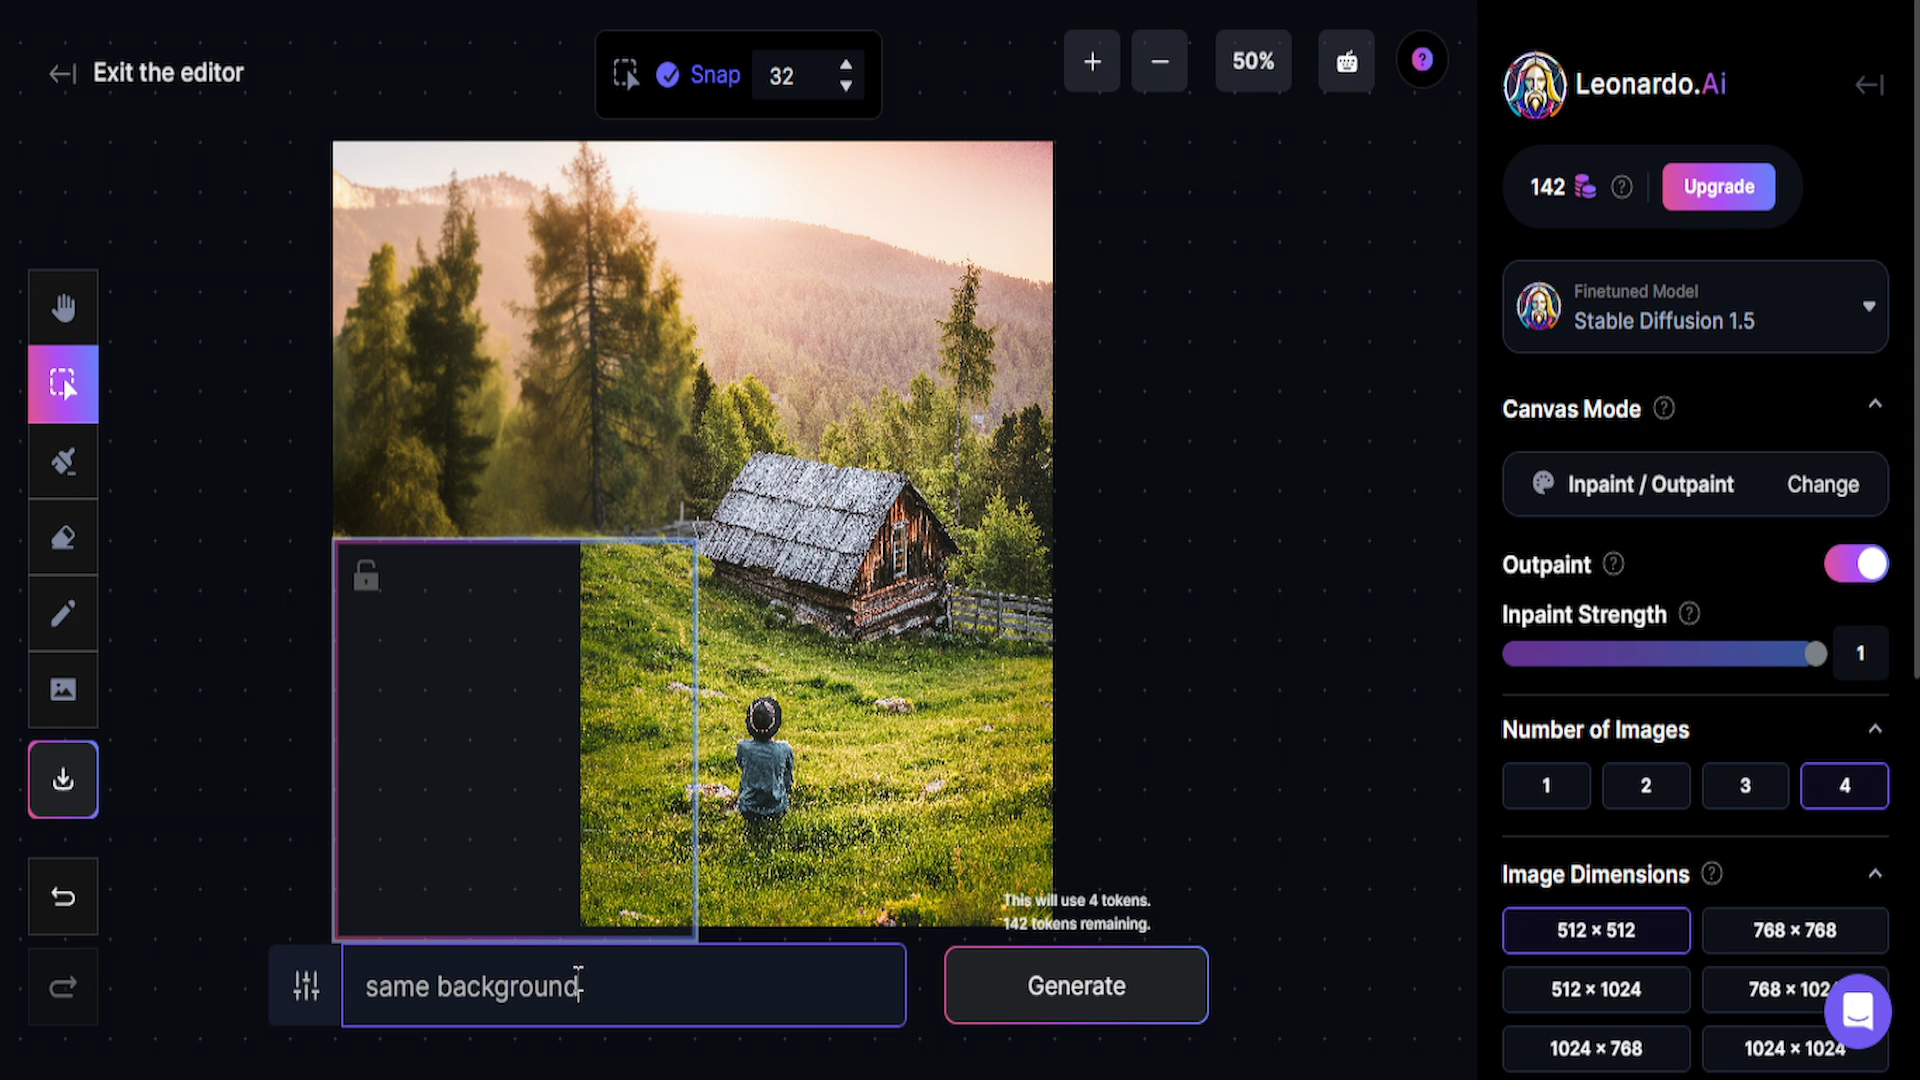 Exit the editor
Snap
32
50%
?
Leonardo.Ai
142
?
Upgrade
Finetuned Model
Stable Diffusion 1.5
Canvas Mode ?
Inpaint / Outpaint
Change
Outpaint ?
Inpaint Strength ?
1
Number of Images
1
2
3
4
Image Dimensions ?
512 × 512
768 × 768
512 × 1024
768 × 102
1024 × 768
1024 × 1024
This will use 4 tokens.
142 tokens remaining.
same background
Generate